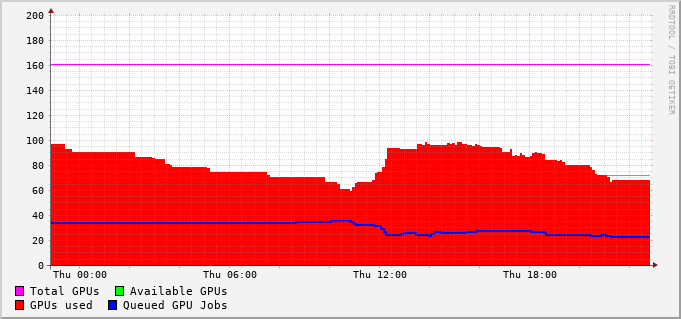 200
180
160
140
120
100
80
60
40
20
0
Thu 00:00 Thu 06:00 Thu 12:00 Thu 18:00
Total GPUs Available GPUs
GPUs used Queued GPU Jobs
RRDTOOL / TOBI OETIKER